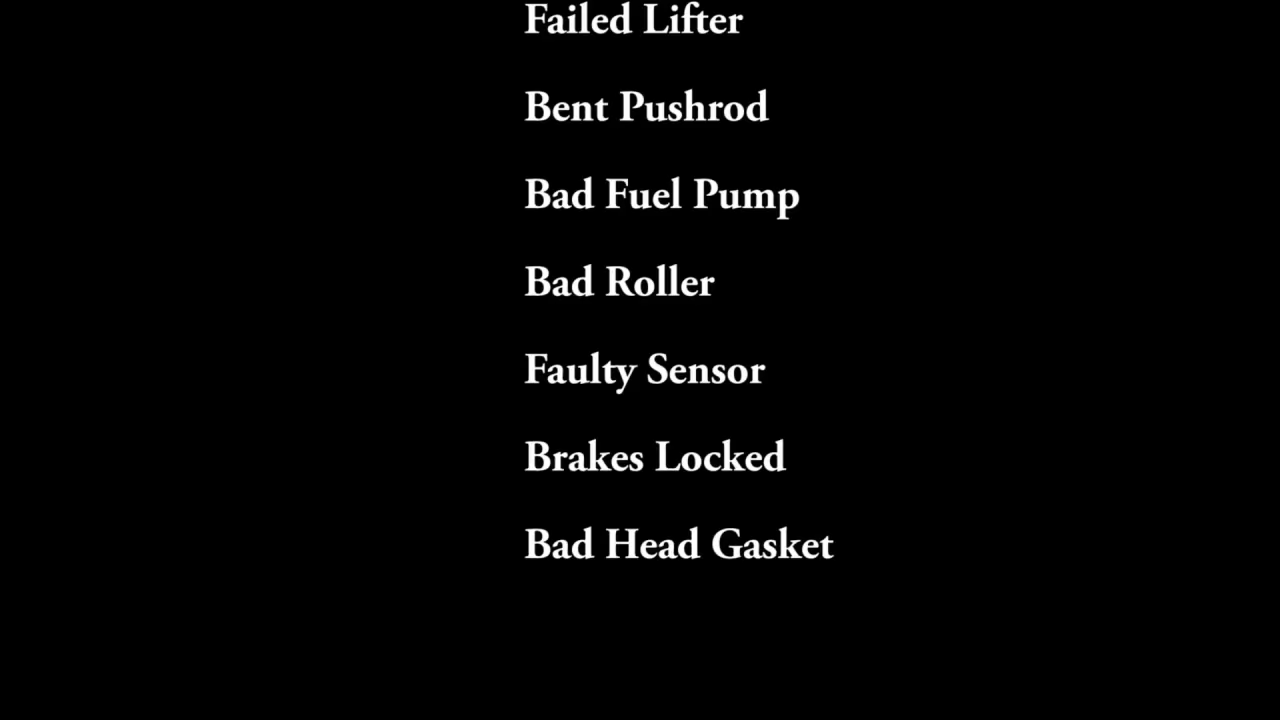 Failed Lifter
Bent Pushrod
Bad Fuel Pump
Bad Roller
Faulty Sensor
Brakes Locked
Bad Head Gasket